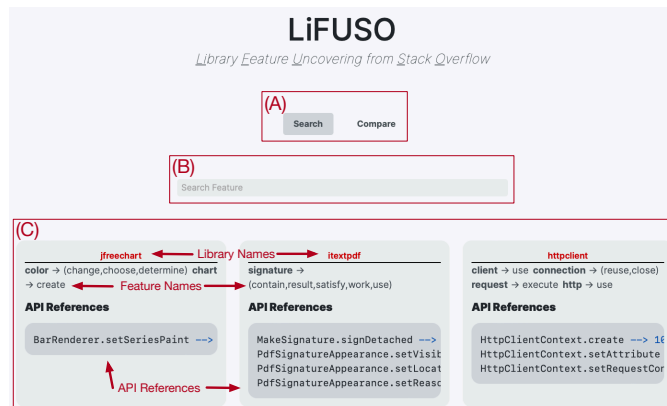 LiFUSO
Library Feature Uncovering from Stack Overflow
(A)
Search Compare
(B)
Search Feature
(C)
jfreechart
Library Names
itextpdf
httpclient
color → (change,choose,determine) chart
→ create
Feature Names
signature →
(contain,result,satisfy,work,use)
client → use connection → (reuse,close)
request → execute http → use
API References
BarRenderer.setSeriesPaint -->
API References
MakeSignature.signDetached -->
PdfSignatureAppearance.setVisib
PdfSignatureAppearance.setLocat
PdfSignatureAppearance.setReasc
API References
HttpClientContext.create --> 10
HttpClientContext.setAttribute
HttpClientContext.setRequestCor
API References